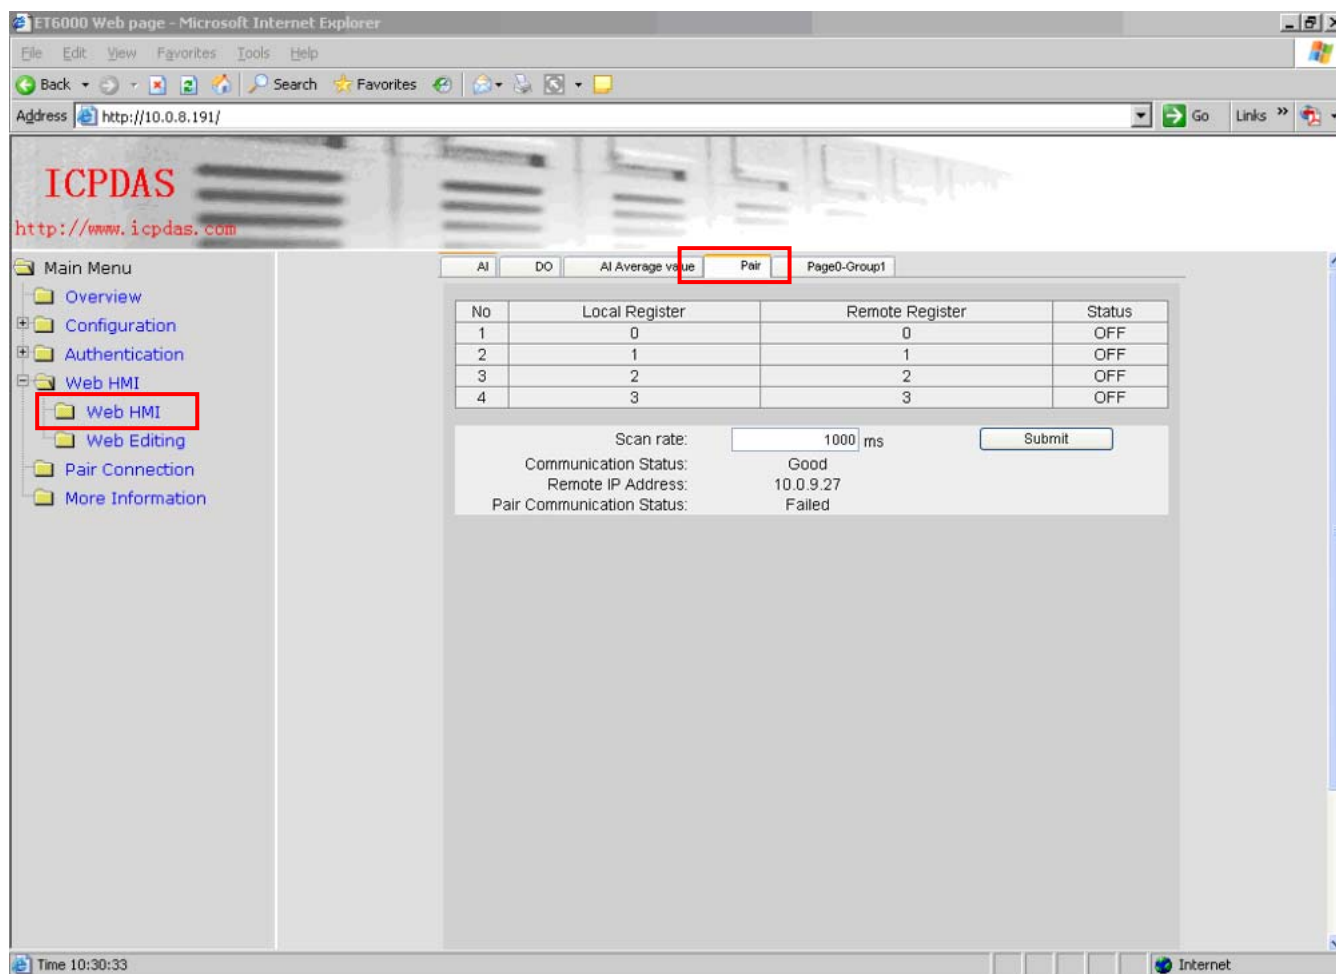 ET6000 Web page - Microsoft Internet Explorer
File Edit View Favorites Tools Help
Back Search Favorites
Address http://10.0.8.191/ Go Links »
ICPDAS
http://www.icpdas.com
Main Menu
Overview
Configuration
Authentication
Web HMI
Web HMI
Web Editing
Pair Connection
More Information
AI DO AI Average value Pair Page0-Group1
No Local Register Remote Register Status
1 0 0 OFF
2 1 1 OFF
3 2 2 OFF
4 3 3 OFF
Scan rate: 1000 ms Submit
Communication Status: Good
Remote IP Address: 10.0.9.27
Pair Communication Status: Failed
Time 10:30:33 Internet